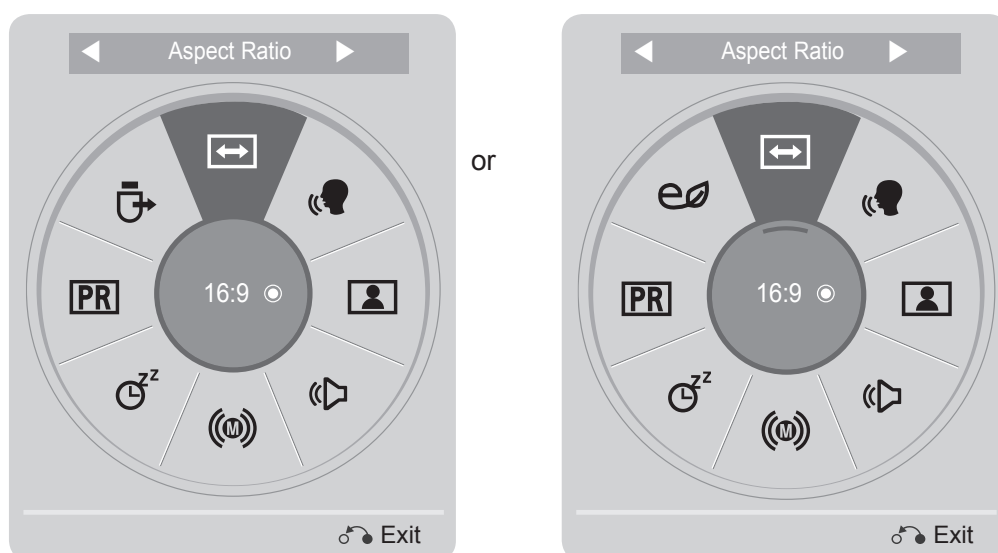 Aspect Ratio
16:9
PR
M
Z Z
Exit
or
Aspect Ratio
e
16:9
PR
M
Z Z
Exit